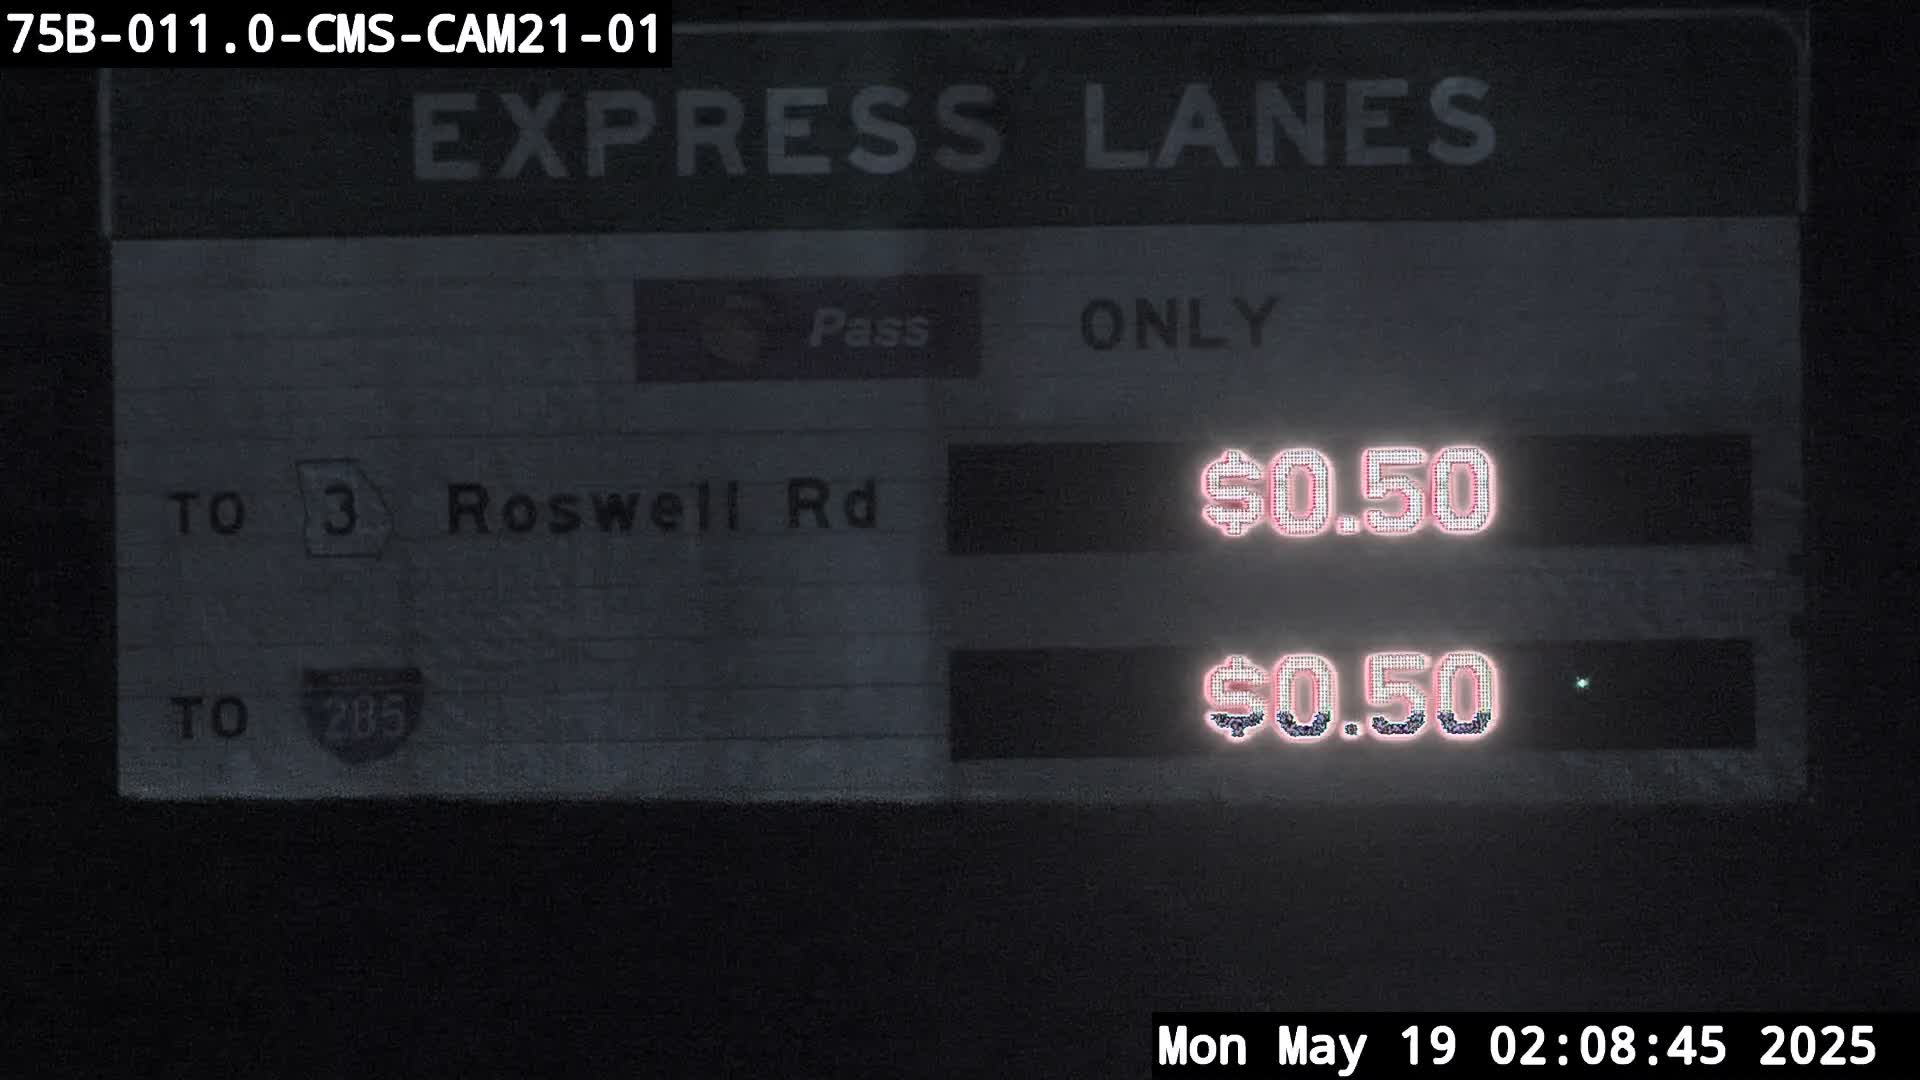 75B-011.0-CMS-CAM21-01
EXPRESS LANES
Pass ONLY
TO 3 Roswell Rd $0.50
TO 285 $0.50
Mon May 19 02:08:45 2025